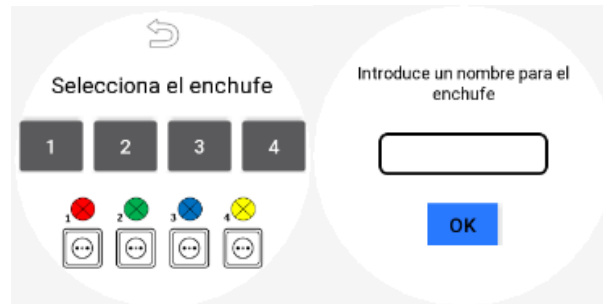 Selecciona el enchufe
1 2 3 4
1 2 3 4
Introduce un nombre para el
enchufe
OK